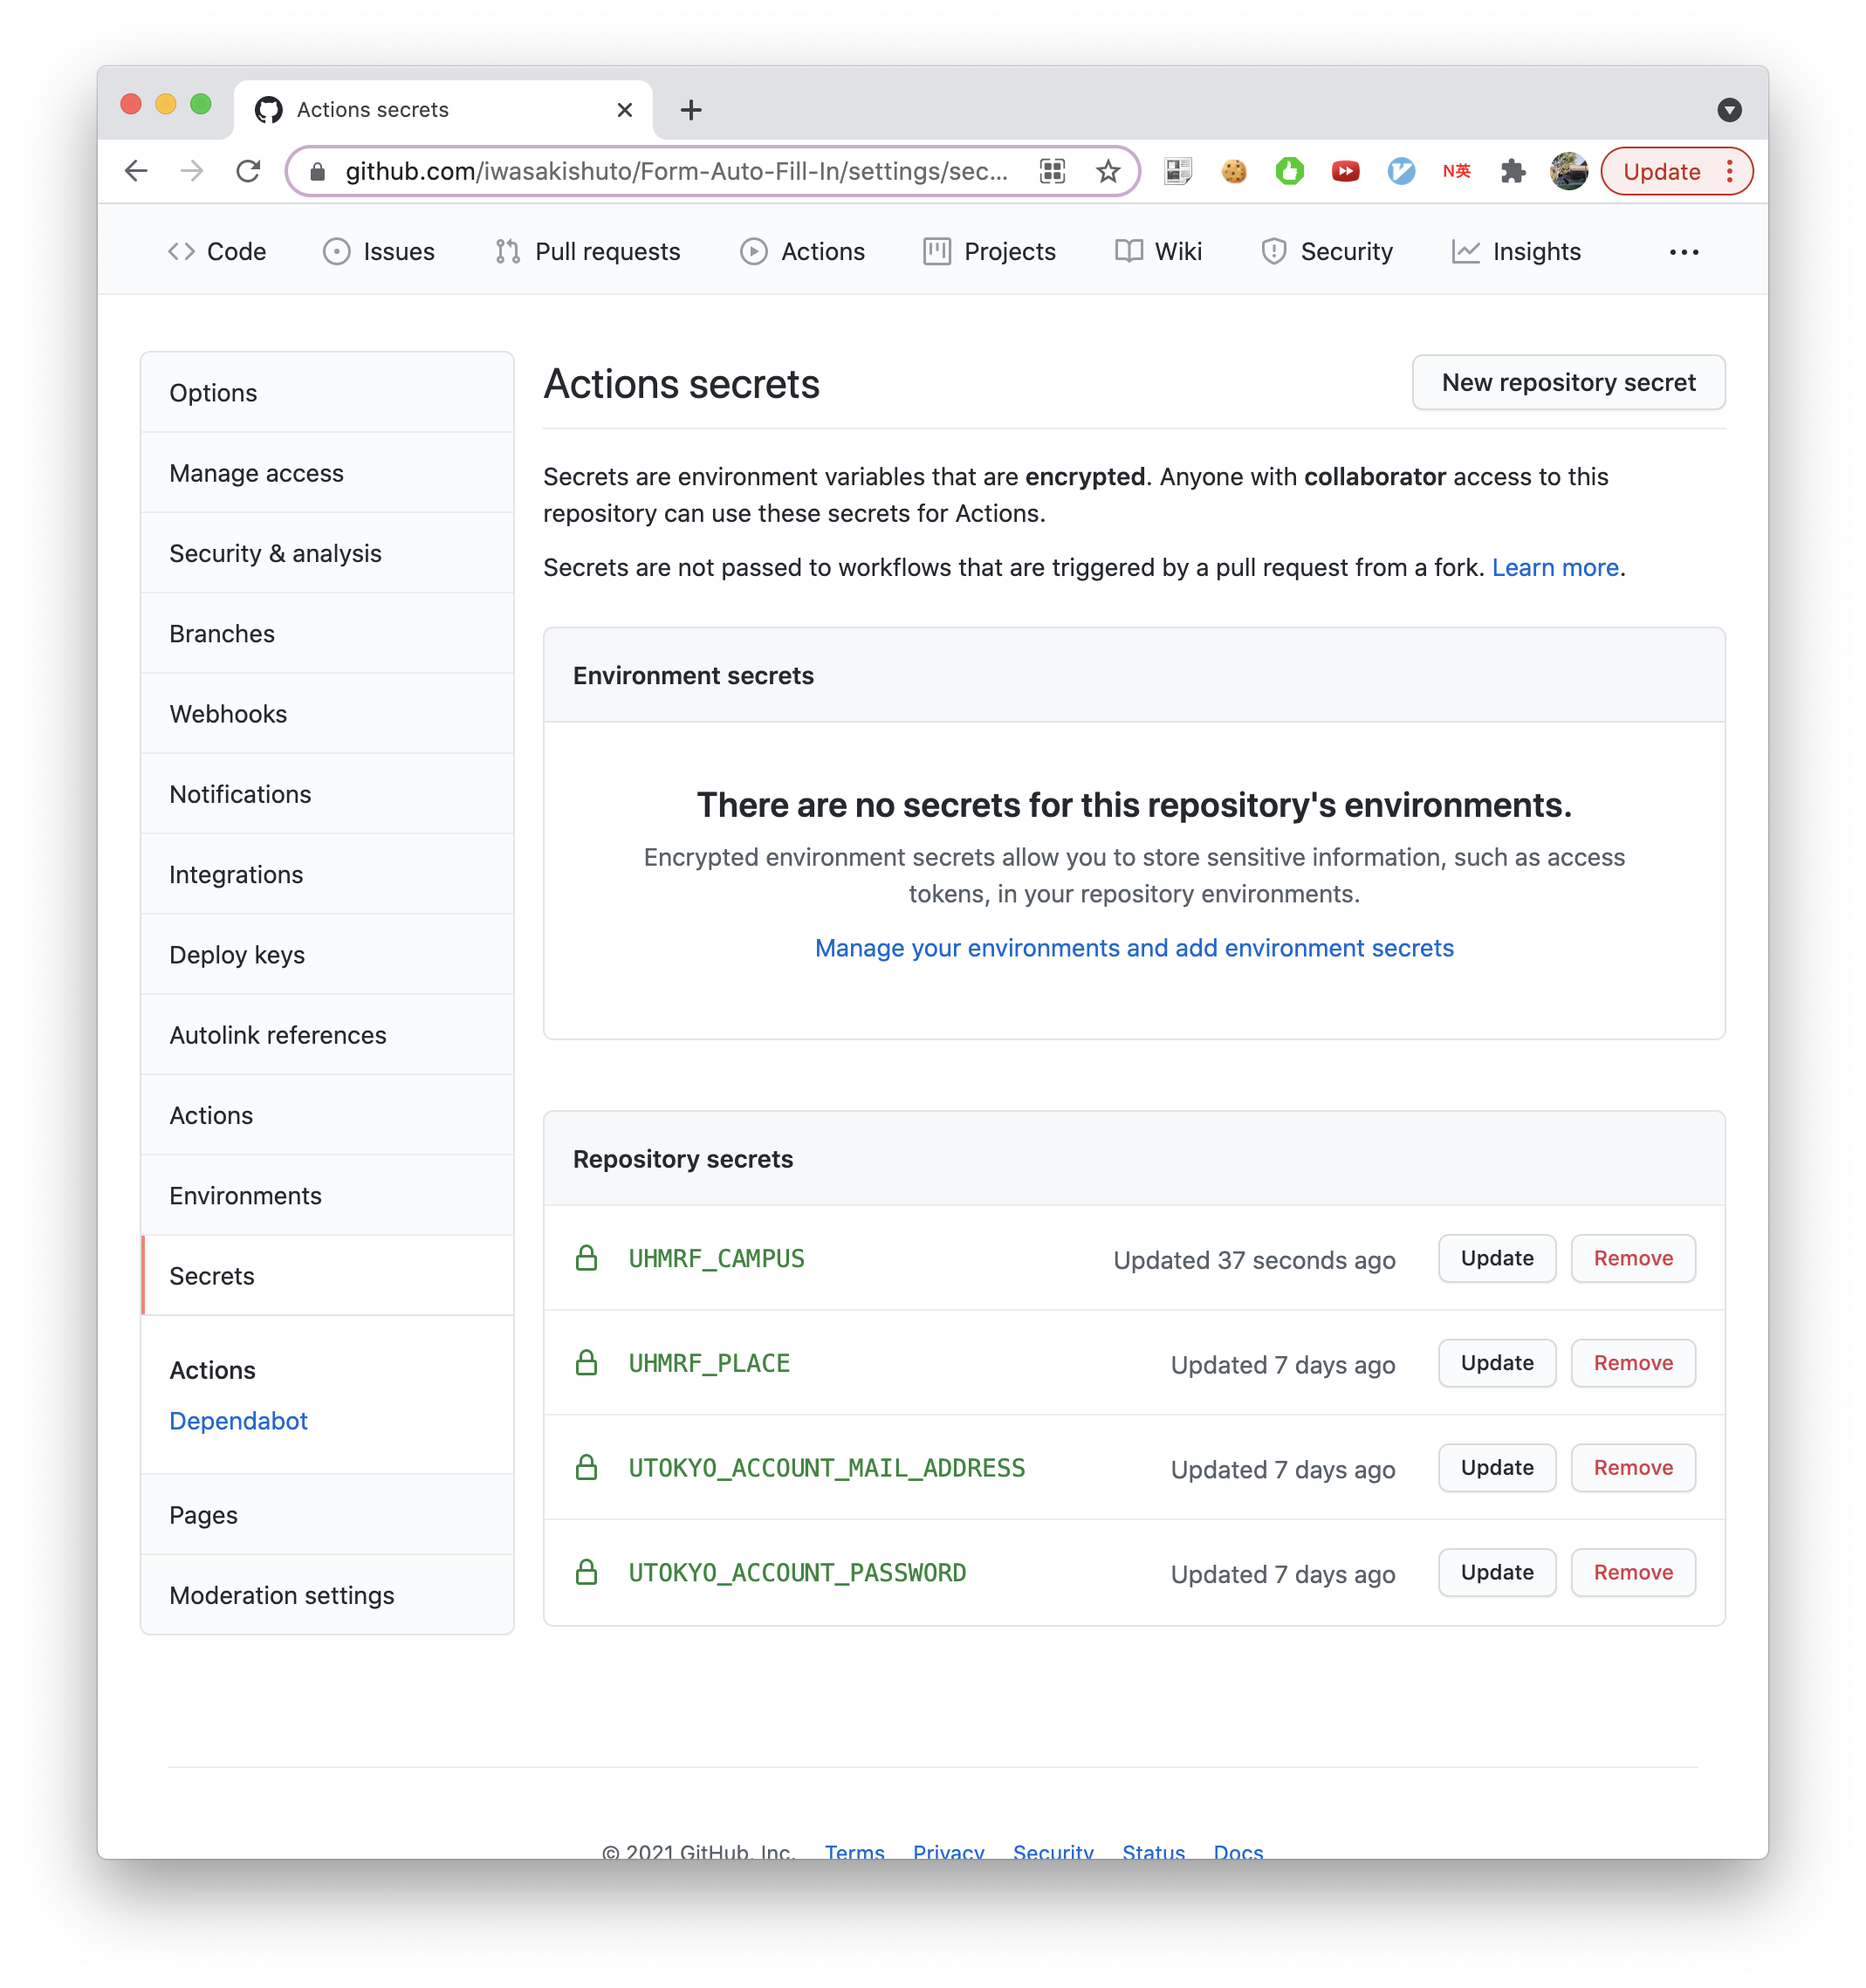 Actions secrets
github.com/iwasakishuto/Form-Auto-Fill-In/settings/sec...
N英
Update
Code
Issues
Pull requests
Actions
Projects
Wiki
Security
Insights
Options
Manage access
Security & analysis
Branches
Webhooks
Notifications
Integrations
Deploy keys
Autolink references
Actions
Environments
Secrets
Actions
Dependabot
Pages
Moderation settings
Actions secrets
New repository secret
Secrets are environment variables that are encrypted. Anyone with collaborator access to this
repository can use these secrets for Actions.
Secrets are not passed to workflows that are triggered by a pull request from a fork. Learn more.
Environment secrets
There are no secrets for this repository's environments.
Encrypted environment secrets allow you to store sensitive information, such as access
tokens, in your repository environments.
Manage your environments and add environment secrets
Repository secrets
UHMRF_CAMPUS Updated 37 seconds ago Update Remove
UHMRF_PLACE Updated 7 days ago Update Remove
UTOKYO_ACCOUNT_MAIL_ADDRESS Updated 7 days ago Update Remove
UTOKYO_ACCOUNT_PASSWORD Updated 7 days ago Update Remove
© 2021 GitHub, Inc. Terms Privacy Security Status Docs